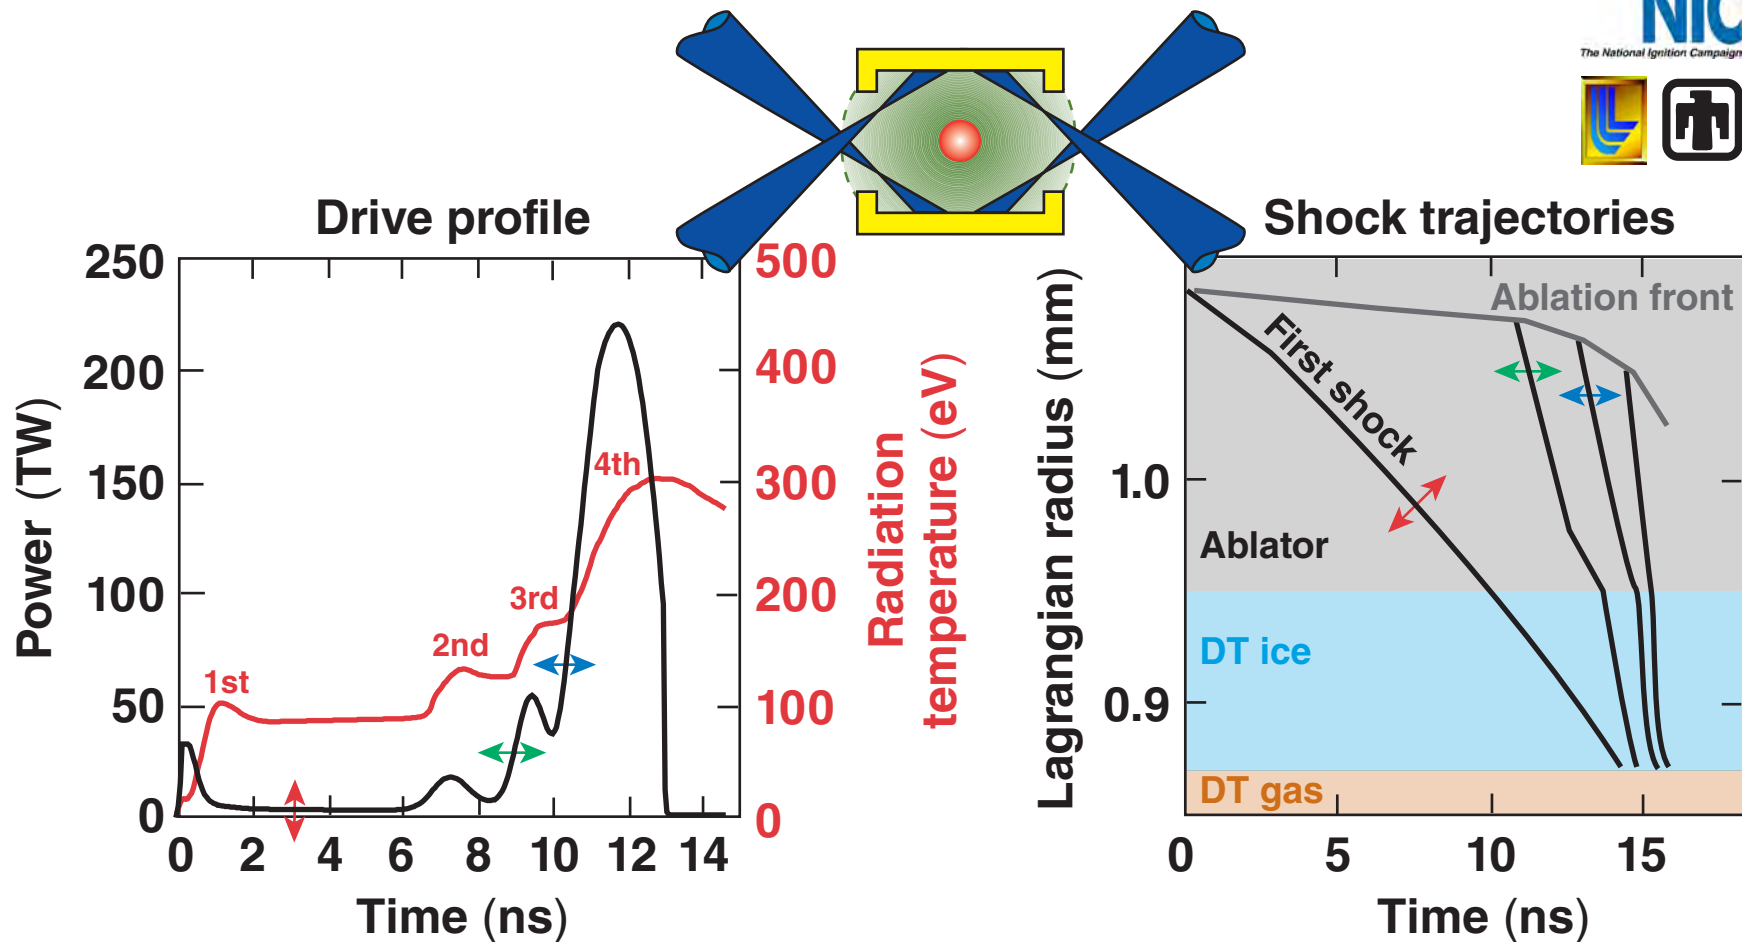 NIC
The National Ignition Campaign
Drive profile
Shock trajectories
250
200
150
100
50
0
Power (TW)
500
400
300
200
100
0
Radiation
temperature (eV)
1st
2nd
3rd
4th
0 2 4 6 8 10 12 14
Time (ns)
Lagrangian radius (mm)
1.0
0.9
Ablation front
First shock
Ablator
DT ice
DT gas
0 5 10 15
Time (ns)